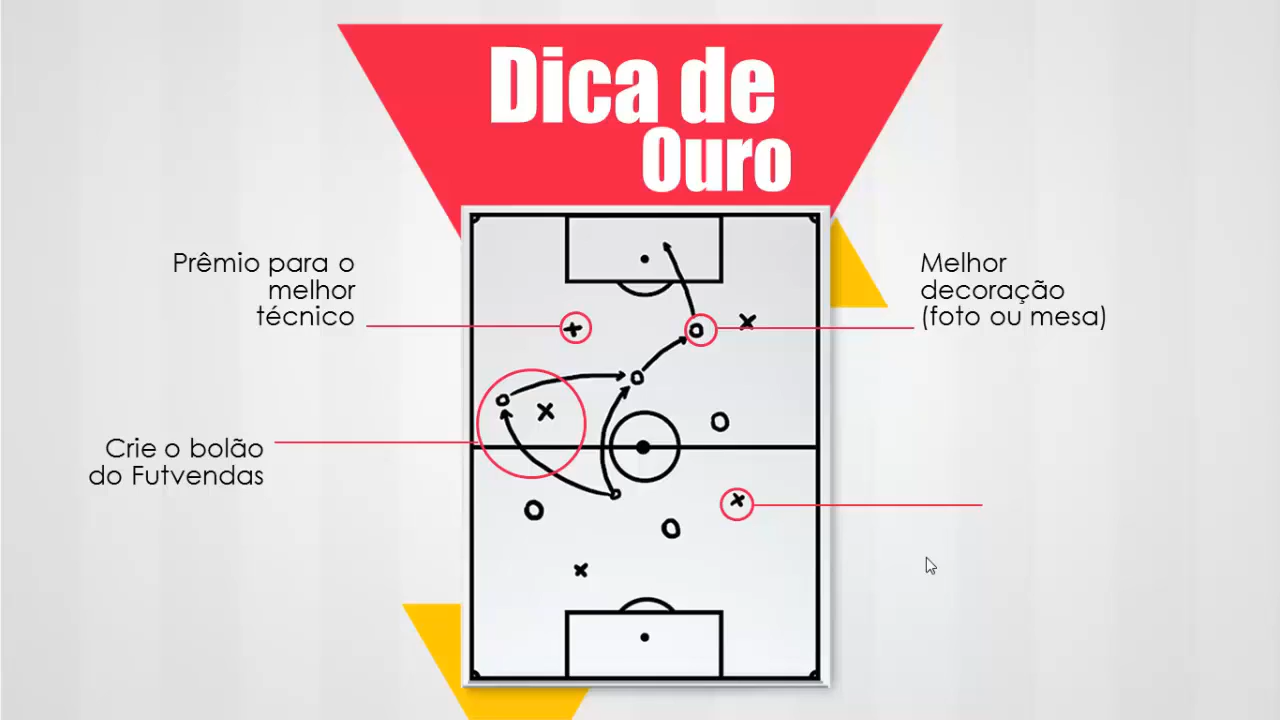 Dica de
Ouro
Prêmio para o
melhor
técnico
Melhor
decoração
(foto ou mesa)
Crie o bolão
do Futvendas